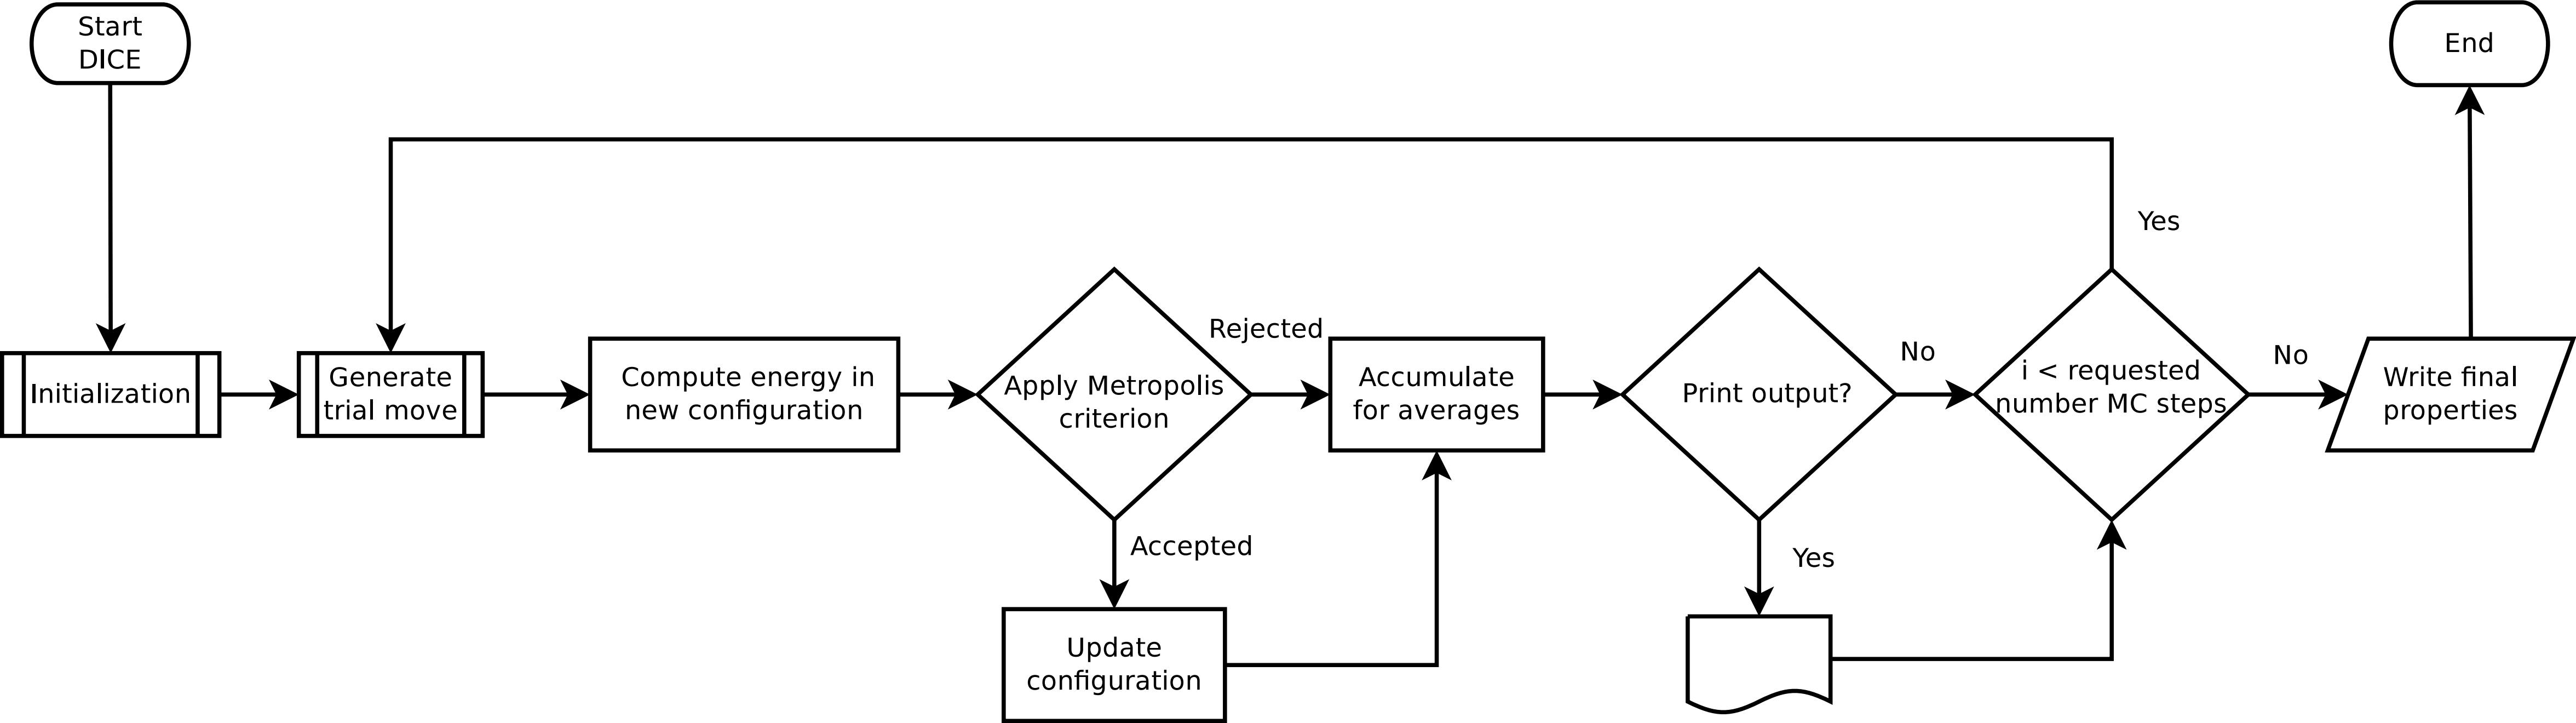 Start
DICE
End
Yes
Initialization
Generate
trial move
Compute energy in
new configuration
Apply Metropolis
criterion
Rejected
Accumulate
for averages
Print output?
No
i < requested
number MC steps
No
Write final
properties
Accepted
Yes
Update
configuration